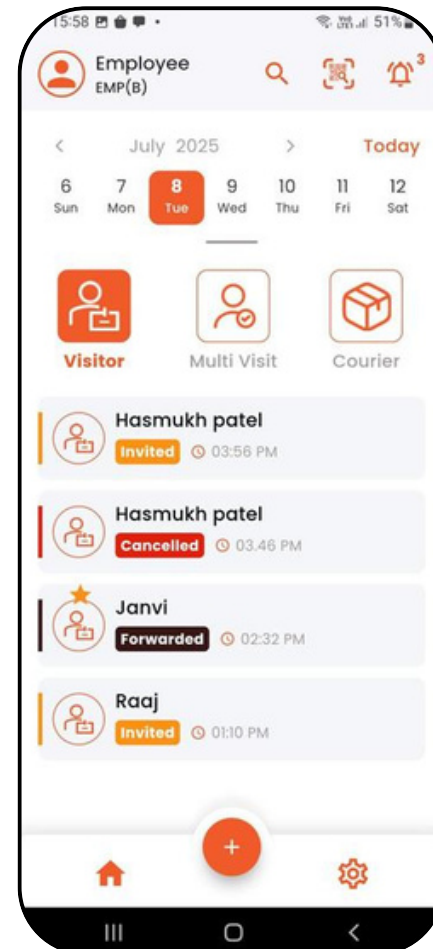 15:58 51%
Employee
EMP(B)
3
July 2025 Today
6 7 8 9 10 11 12
Sun Mon Tue Wed Thu Fri Sat
Visitor Multi Visit Courier
Hasmukh patel
Invited 03:56 PM
Hasmukh patel
Cancelled 03.46 PM
Janvi
Forwarded 02:32 PM
Raaj
Invited 01:10 PM